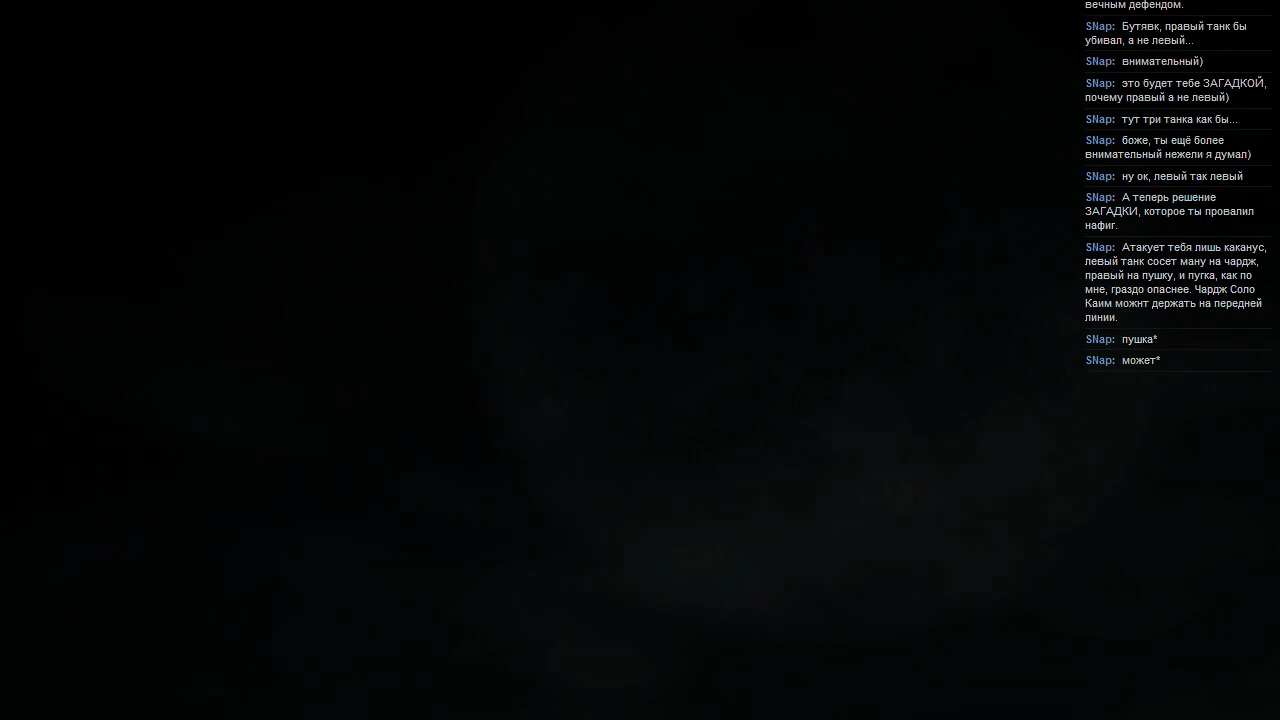 вечным дефендом.
SNap: Бутявк, правый танк бы
убивал, а не левый...
SNap: внимательный)
SNap: это будет тебе ЗАГАДКОЙ,
почему правый а не левый)
SNap: тут три танка как бы...
SNap: боже, ты ещё более
внимательный нежели я думал)
SNap: ну ок, левый так левый
SNap: А теперь решение
ЗАГАДКИ, которое ты провалил
нафиг.
SNap: Атакует тебя лишь каканус,
левый танк сосет ману на чардж,
правый на пушку, и пугка, как по
мне, граздо опаснее. Чардж Соло
Каим можнт держать на передней
линии.
SNap: пушка*
SNap: может*